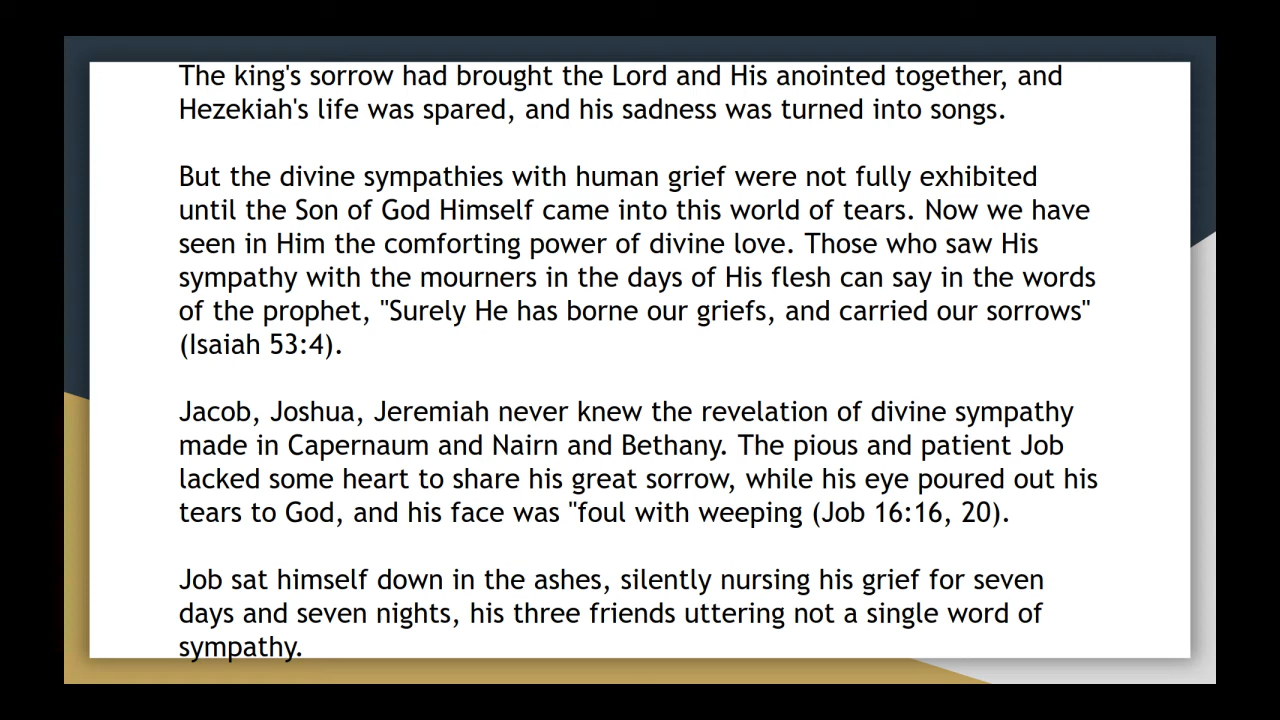 The king's sorrow had brought the Lord and His anointed together, and
Hezekiah's life was spared, and his sadness was turned into songs.
But the divine sympathies with human grief were not fully exhibited
until the Son of God Himself came into this world of tears. Now we have
seen in Him the comforting power of divine love. Those who saw His
sympathy with the mourners in the days of His flesh can say in the words
of the prophet, "Surely He has borne our griefs, and carried our sorrows"
(Isaiah 53:4).
Jacob, Joshua, Jeremiah never knew the revelation of divine sympathy
made in Capernaum and Nairn and Bethany. The pious and patient Job
lacked some heart to share his great sorrow, while his eye poured out his
tears to God, and his face was "foul with weeping (Job 16:16, 20).
Job sat himself down in the ashes, silently nursing his grief for seven
days and seven nights, his three friends uttering not a single word of
sympathy.